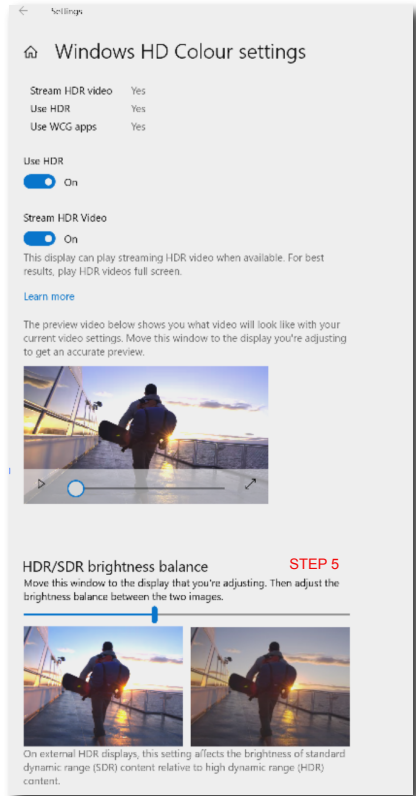 Settings
Windows HD Colour settings
Stream HDR video Yes
Use HDR Yes
Use WCG apps Yes
Use HDR
On
Stream HDR Video
On
This display can play streaming HDR video when available. For best
results, play HDR videos full screen.
Learn more
The preview video below shows you what video will look like with your
current video settings. Move this window to the display you're adjusting
to get an accurate preview.
HDR/SDR brightness balance STEP 5
Move this window to the display that you're adjusting. Then adjust the
brightness balance between the two images.
On external HDR displays, this setting affects the brightness of standard
dynamic range (SDR) content relative to high dynamic range (HDR)
content.